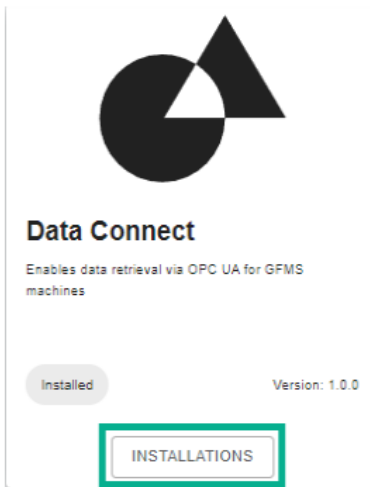 Data Connect
Enables data retrieval via OPC UA for GFMS
machines
Installed
Version: 1.0.0
INSTALLATIONS